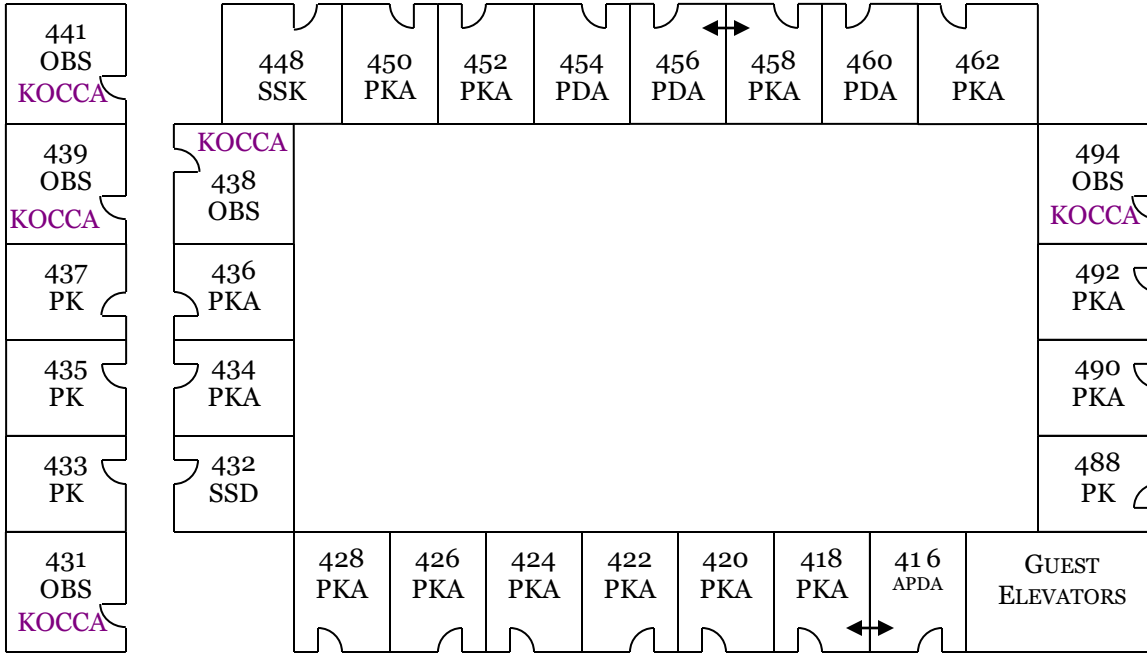 441
OBS
KOCCA
448
SSK
450
PKA
452
PKA
454
PDA
456
PDA
458
PKA
460
PDA
462
PKA
439
OBS
KOCCA
KOCCA
438
OBS
494
OBS
KOCCA
437
PK
436
PKA
492
PKA
435
PK
434
PKA
490
PKA
433
PK
432
SSD
488
PK
431
OBS
KOCCA
428
PKA
426
PKA
424
PKA
422
PKA
420
PKA
418
PKA
416
APDA
GUEST
ELEVATORS